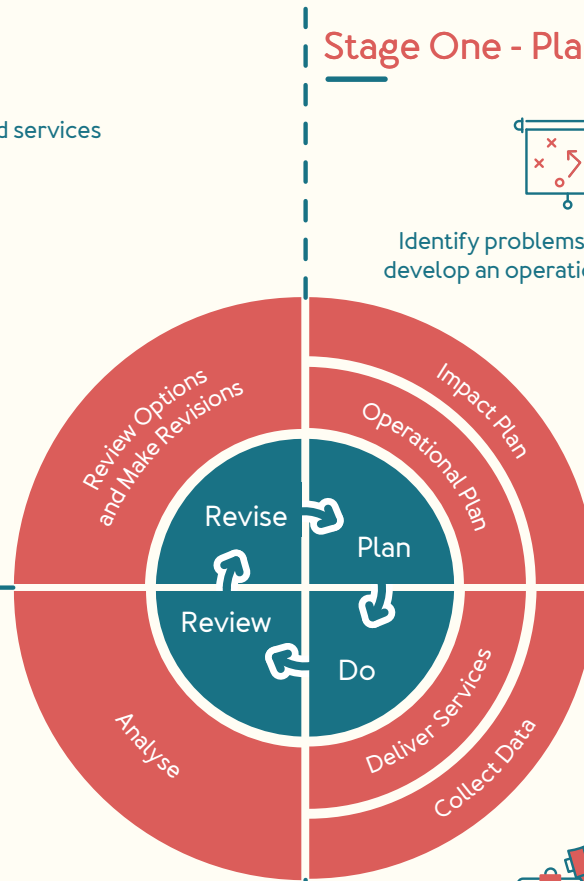 Stage One - Pla
d services
Identify problems
develop an operatio
Review Options
and Make Revisions
Impact Plan
Operational Plan
Revise
Plan
Review
Do
Analyse
Deliver Services
Collect Data